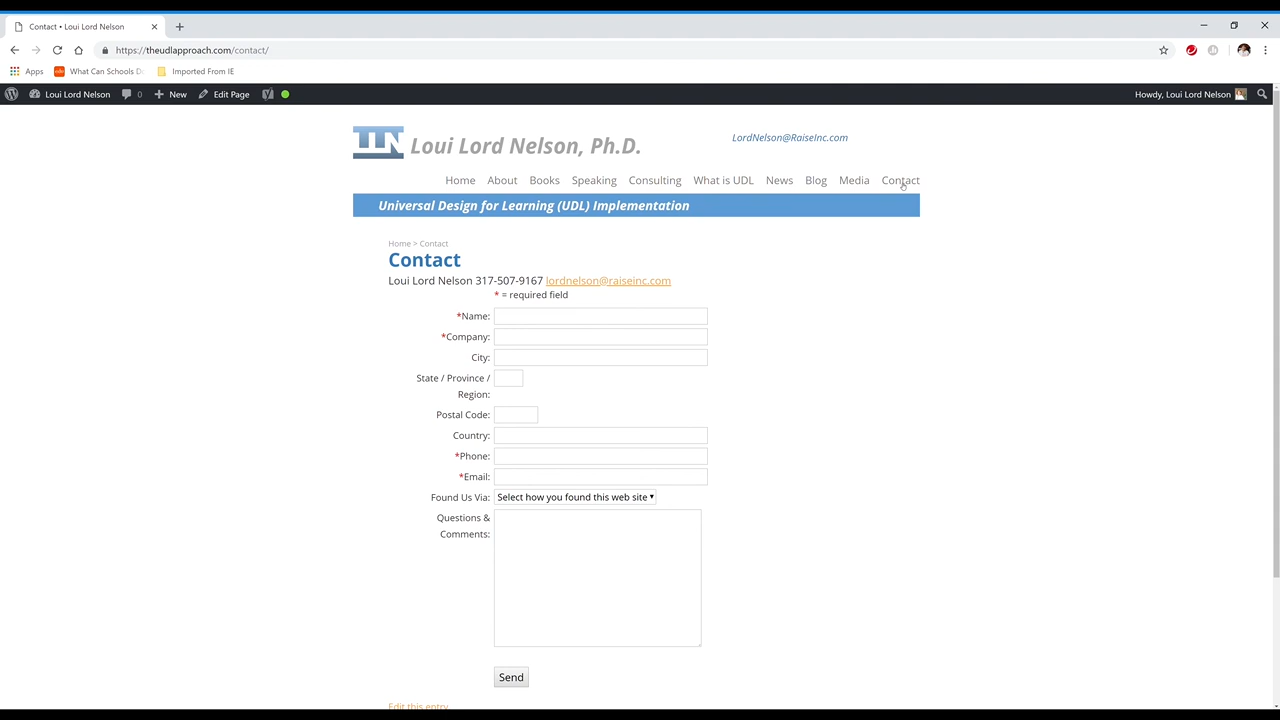 Contact • Loui Lord Nelson
https://theudlapproach.com/contact/
Apps What Can Schools Do Imported From IE
Loui Lord Nelson 0 New Edit Page Howdy, Loui Lord Nelson
LLN Loui Lord Nelson, Ph.D. LordNelson@RaiseInc.com
Home About Books Speaking Consulting What is UDL News Blog Media Contact
Universal Design for Learning (UDL) Implementation
Home > Contact
Contact
Loui Lord Nelson 317-507-9167 lordnelson@raiseinc.com
* = required field
*Name:
*Company:
City:
State / Province /
Region:
Postal Code:
Country:
*Phone:
*Email:
Found Us Via: Select how you found this web site
Questions &
Comments:
Send
Edit this entry